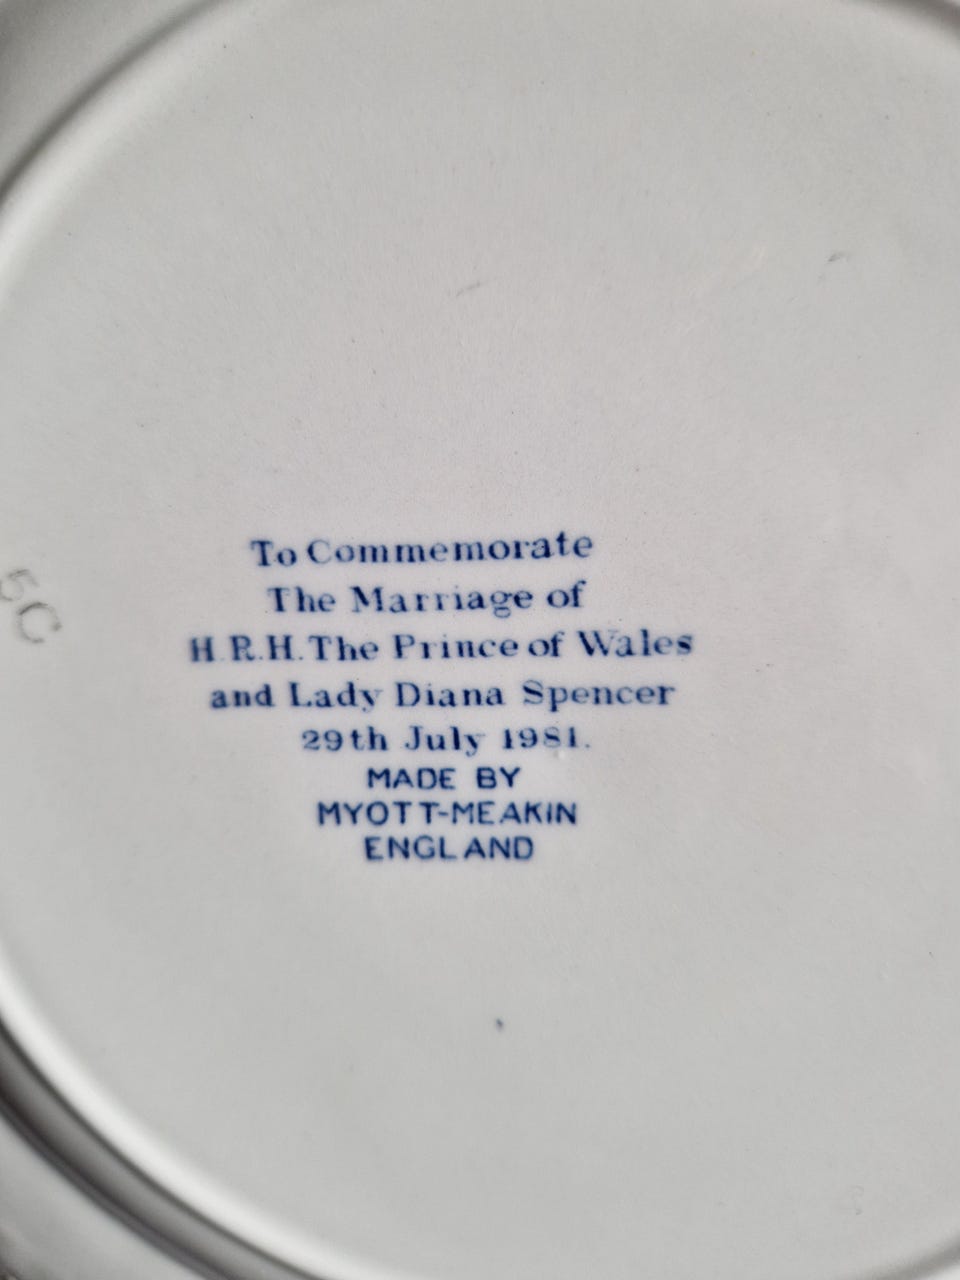 To Commemorate
The Marriage of
H.R.H. The Prince of Wales
and Lady Diana Spencer
29th July 1981.
MADE BY
MYOTT-MEAKIN
ENGLAND
5C